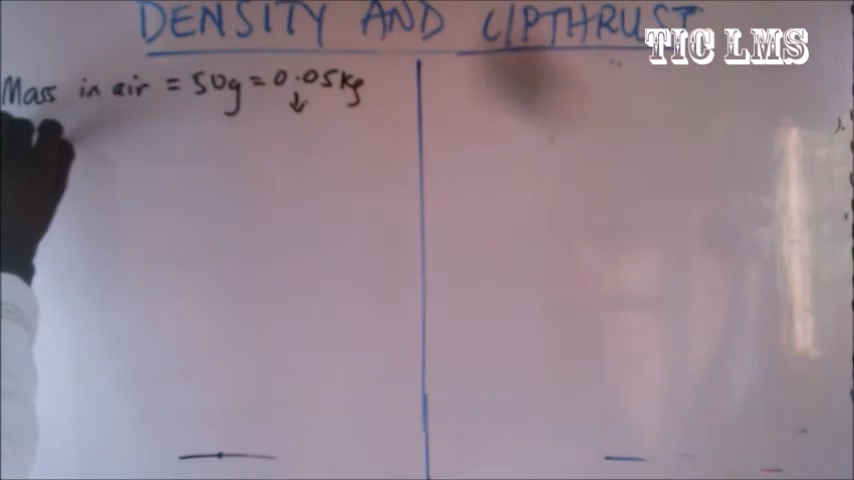 DENSITY AND UPTHRUST
TIC LMS
Mass in air = 50g = 0.05kg